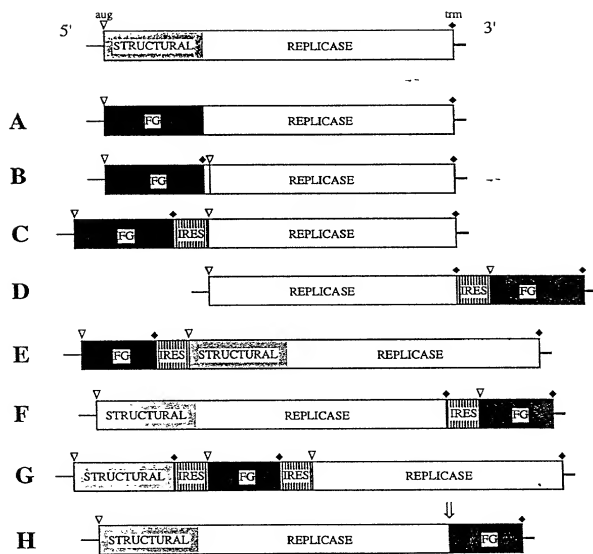 aug trm
5' 3'
STRUCTURAL REPLICASE
A FG REPLICASE
B FG REPLICASE
C FG IRES REPLICASE
D REPLICASE IRES FG
E FG IRES STRUCTURAL REPLICASE
F STRUCTURAL REPLICASE IRES FG
G STRUCTURAL IRES FG IRES REPLICASE
H STRUCTURAL REPLICASE FG